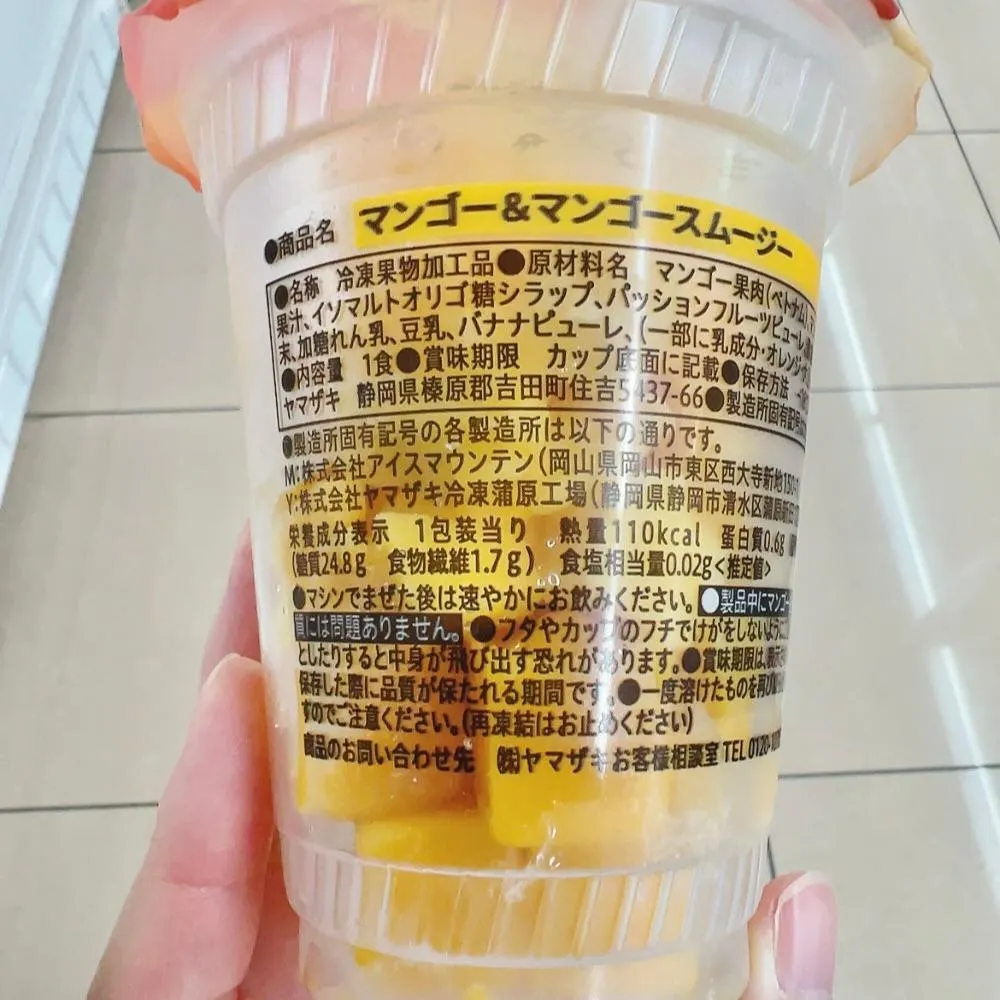 ●商品名 マンゴー&マンゴースムージー
●名称 冷凍果物加工品●原材料名 マンゴー果肉(ベトナム)、
果汁、イソマルトオリゴ糖シラップ、パッションフルーツピューレ、
末、加糖れん乳、豆乳、バナナピューレ、(一部に乳成分・オレンジ・
●内容量 1食●賞味期限 カップ底面に記載●保存方法
ヤマザキ 静岡県榛原郡吉田町住吉5437-66●製造所固有記号
●製造所固有記号の各製造所は以下の通りです。
M:株式会社アイスマウンテン(岡山県岡山市東区西大寺新地150-
Y:株式会社ヤマザキ冷凍蒲原工場(静岡県静岡市清水区蒲原新田
栄養成分表示 1包装当り 熱量110kcal 蛋白質0.6g
(糖質24.8g 食物繊維1.7g) 食塩相当量0.02g<推定値>
●マシンでまぜた後は速やかにお飲みください。●製品中にマンゴー
質には問題ありません。●フタやカップのフチでけがをしないように
としたりすると中身が飛び出す恐れがあります。●賞味期限は、
保存した際に品質が保たれる期間です。●一度溶けたものを再び
すのでご注意ください。(再凍結はお止めください)
商品のお問い合わせ先 ㈱ヤマザキお客様相談室 TEL 0120-